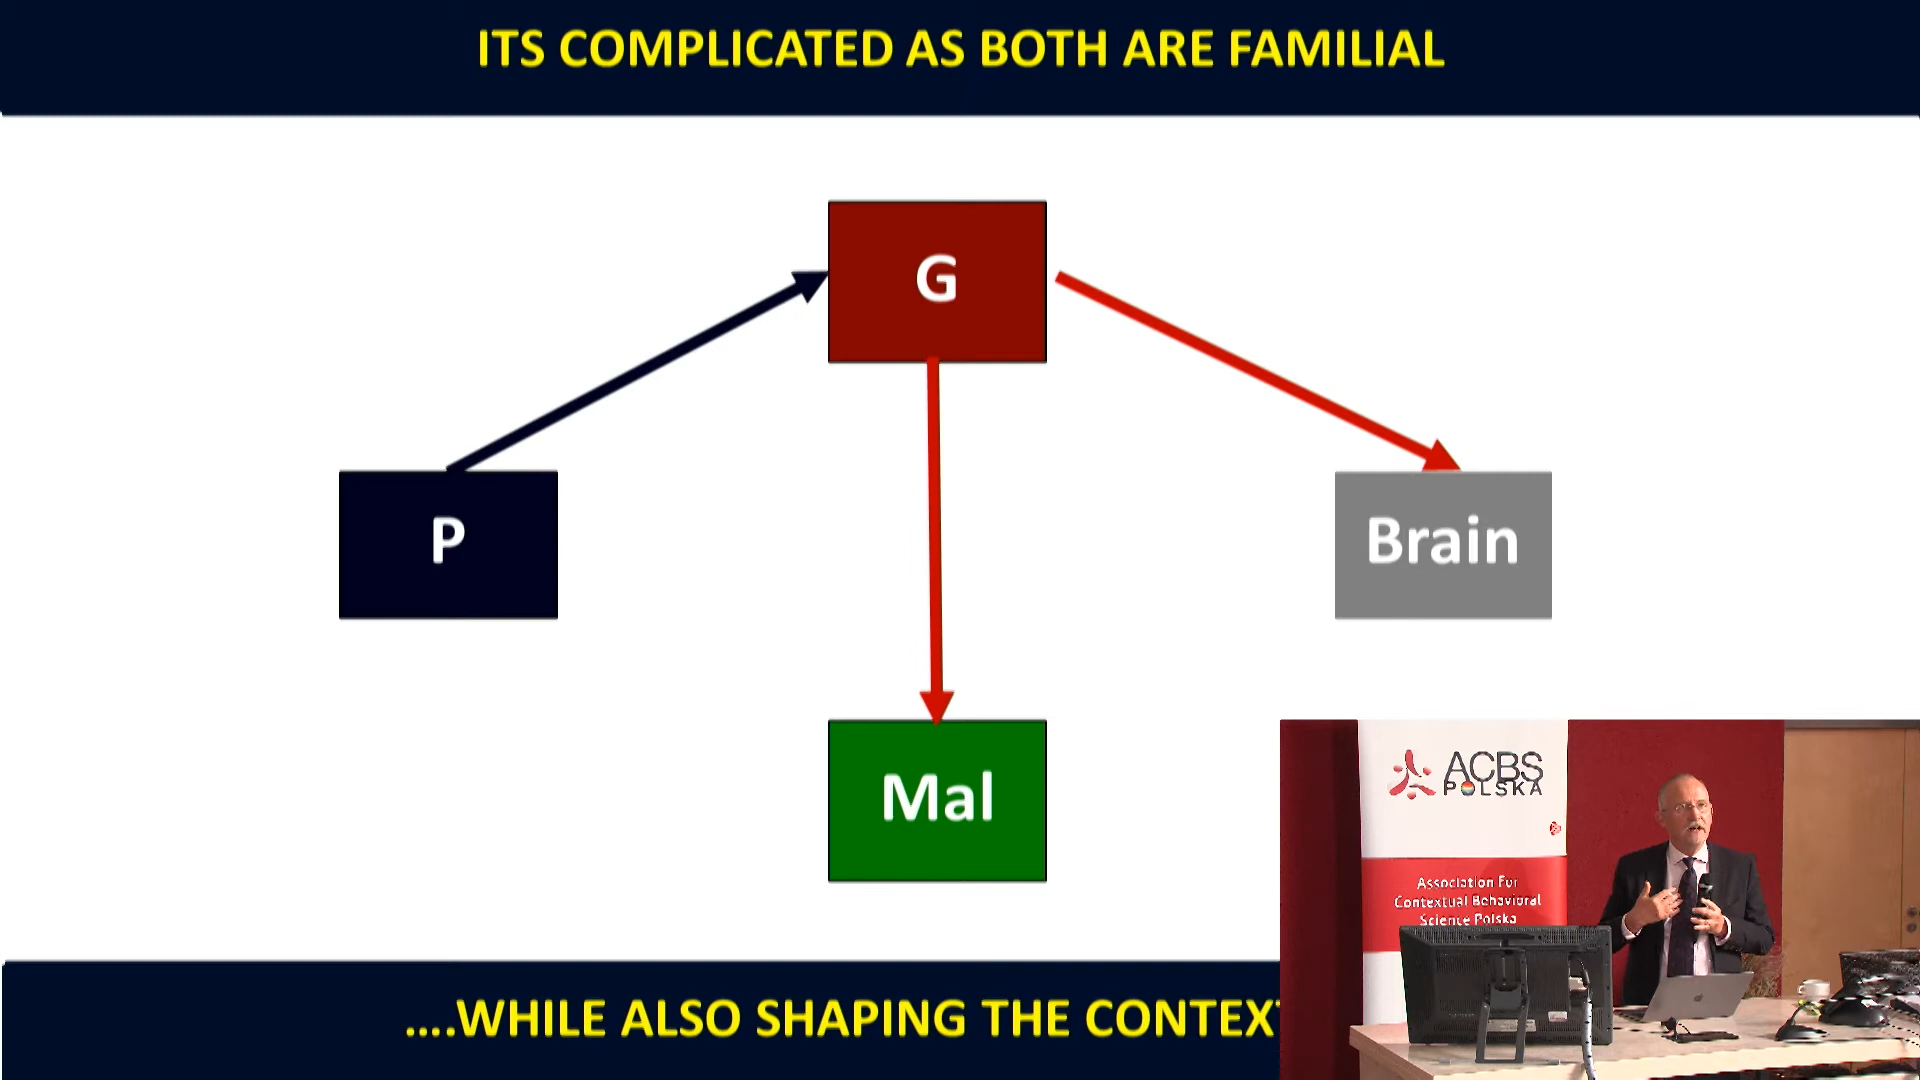 ITS COMPLICATED AS BOTH ARE FAMILIAL
G
P
Brain
Mal
ACBS
POLSKA
Association For
Contextual Behavioral
Science Polska
....WHILE ALSO SHAPING THE CONTEXT